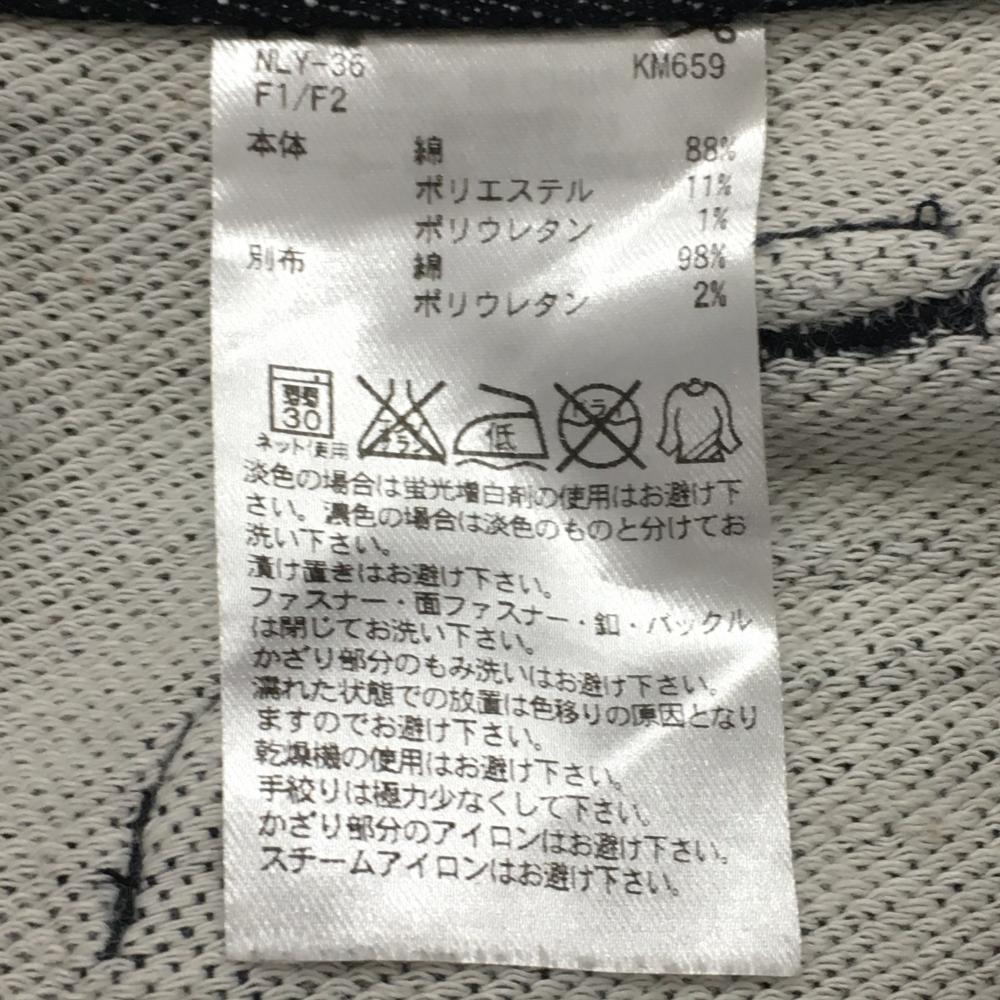 NLY-36 KM659
F1/F2
本体 綿 88%
ポリエステル 11%
ポリウレタン 1%
別布 綿 98%
ポリウレタン 2%
弱 30 低 ドライ
ネット使用
淡色の場合は蛍光増白剤の使用はお避け下
さい。濃色の場合は淡色のものと分けてお
洗い下さい。
漬け置きはお避け下さい。
ファスナー・面ファスナー・釦・バックル
は閉じてお洗い下さい。
かざり部分のもみ洗いはお避け下さい。
濡れた状態での放置は色移りの原因となり
ますのでお避け下さい。
乾燥機の使用はお避け下さい。
手絞りは極力少なくして下さい。
かざり部分のアイロンはお避け下さい。
スチームアイロンはお避け下さい。